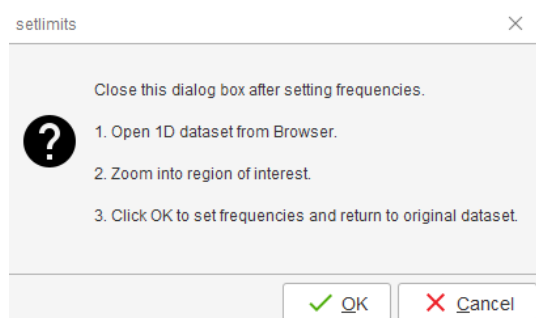 setlimits
Close this dialog box after setting frequencies.
1. Open 1D dataset from Browser.
2. Zoom into region of interest.
3. Click OK to set frequencies and return to original dataset.
OK
Cancel